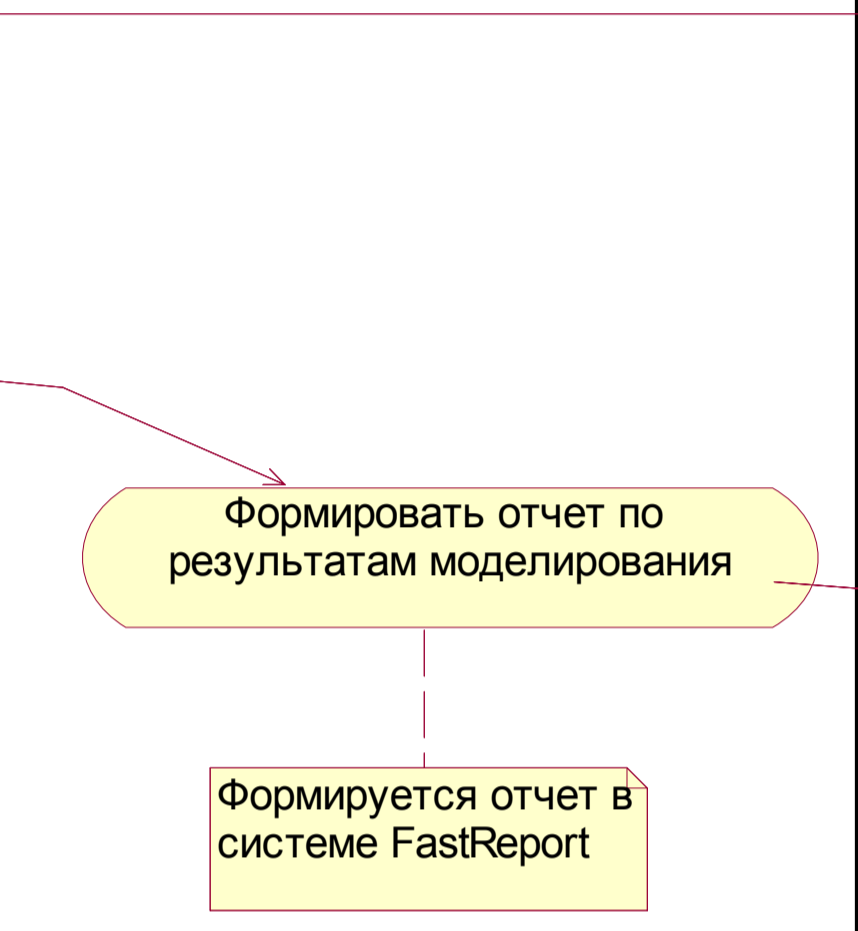 Формировать отчет по
результатам моделирования
Формируется отчет в
системе FastReport